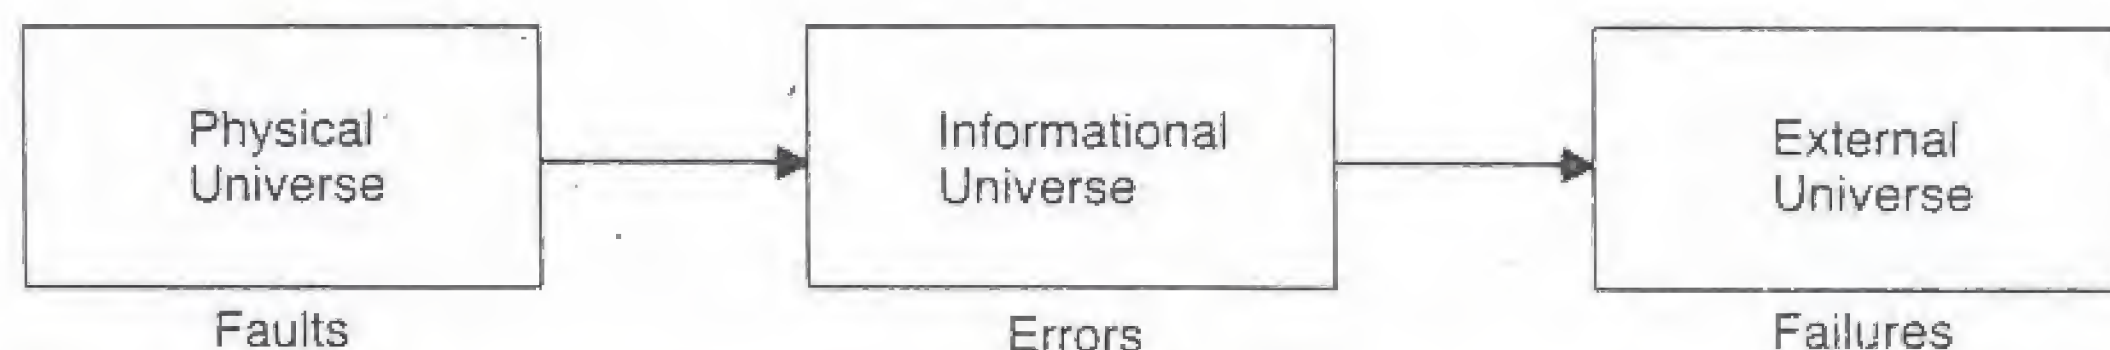 Physical
Universe
Informational
Universe
External
Universe
Faults
Errors
Failures